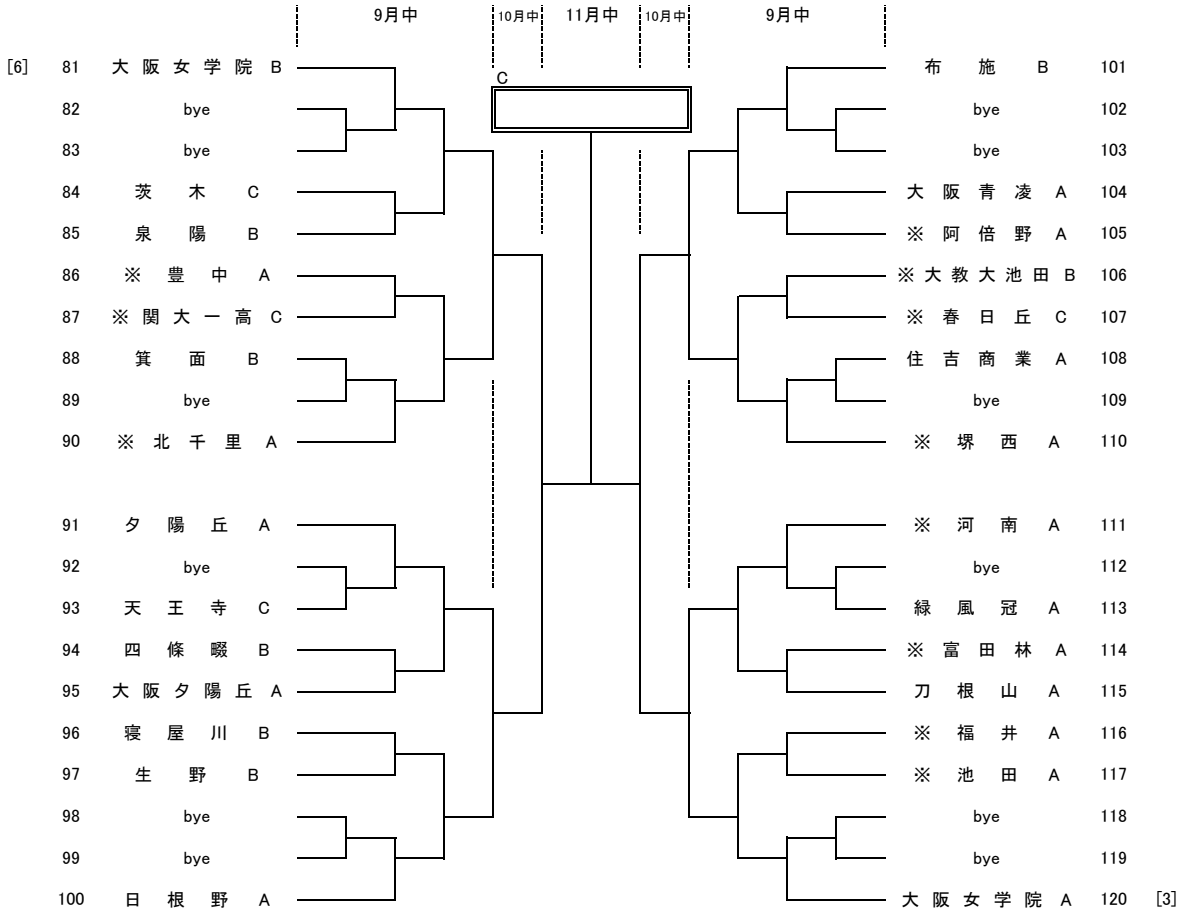 9月中 10月中 11月中 10月中 9月中
[6] 81 大阪女学院 B 布施 B 101
C
82 bye bye 102
83 bye bye 103
84 茨木 C 大阪青凌 A 104
85 泉陽 B ※阿倍野 A 105
86 ※豊中 A ※大教大池田 B 106
87 ※関大一高 C ※春日丘 C 107
88 箕面 B 住吉商業 A 108
89 bye bye 109
90 ※北千里 A ※堺西 A 110
91 夕陽丘 A ※河南 A 111
92 bye bye 112
93 天王寺 C 緑風冠 A 113
94 四條畷 B ※富田林 A 114
95 大阪夕陽丘 A 刀根山 A 115
96 寝屋川 B ※福井 A 116
97 生野 B ※池田 A 117
98 bye bye 118
99 bye bye 119
100 日根野 A 大阪女学院 A 120 [3]